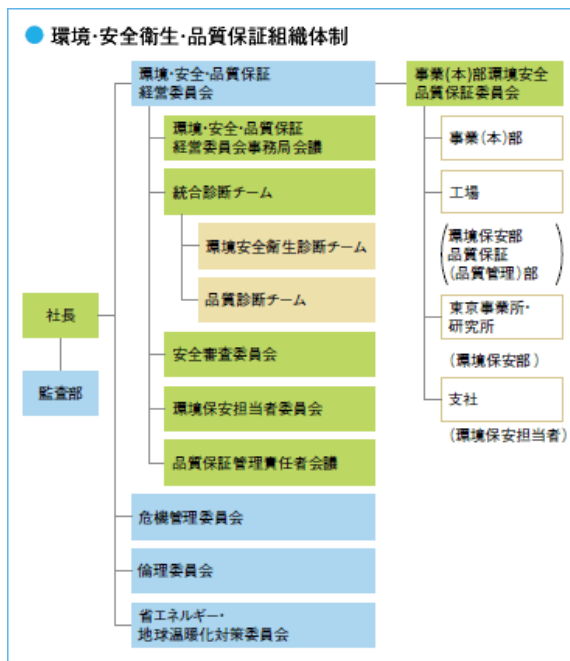 ● 環境・安全衛生・品質保証組織体制
環境・安全・品質保証
経営委員会
環境・安全・品質保証
経営委員会事務局会議
統合診断チーム
環境安全衛生診断チーム
品質診断チーム
社長
監査部
安全審査委員会
環境保安担当者委員会
品質保証管理責任者会議
危機管理委員会
倫理委員会
省エネルギー・
地球温暖化対策委員会
事業(本)部環境安全
品質保証委員会
事業(本)部
工場
(環境保安部
品質保証
(品質管理)部)
東京事業所・
研究所
(環境保安部)
支社
(環境保安担当者)